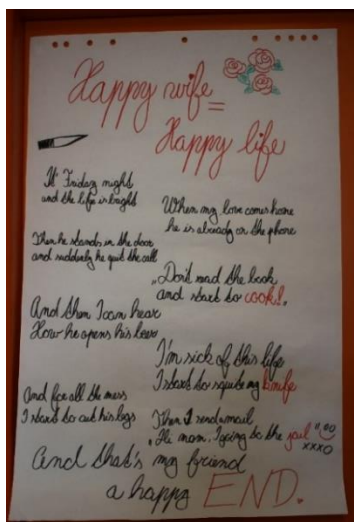 Happy wife =
Happy life
It' Friday night
and the life is bright
When my love comes home
he is already on the phone
Then he stands in the door
and suddenly he quit the call
„Don't read the book
and start to cook!“
And then I can hear
How he opens his beer
I'm sick of this life
I start to my knife
And for all the mess
I start to cut his legs
Then I send a mail
„Hi mom, I going to the jail“ :)
xxxo
And that's my friend
a happy END.